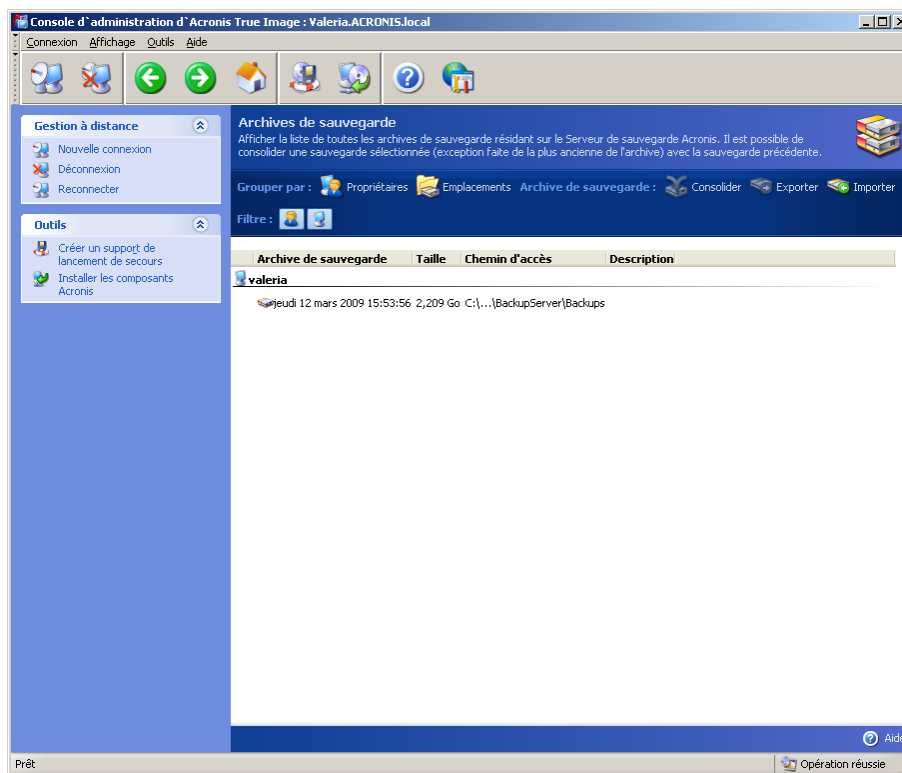 Console d`administration d`Acronis True Image : Valeria.ACRONIS.local
Connexion Affichage Outils Aide
Gestion à distance
Nouvelle connexion
Déconnexion
Reconnecter
Outils
Créer un support de
lancement de secours
Installer les composants
Acronis
Archives de sauvegarde
Afficher la liste de toutes les archives de sauvegarde résidant sur le Serveur de sauvegarde Acronis. Il est possible de
consolider une sauvegarde sélectionnée (exception faite de la plus ancienne de l'archive) avec la sauvegarde précédente.
Grouper par : Propriétaires Emplacements Archive de sauvegarde : Consolider Exporter Importer
Filtre :
Archive de sauvegarde Taille Chemin d'accès Description
valeria
jeudi 12 mars 2009 15:53:56 2,209 Go C:\...\BackupServer\Backups
Aide
Prêt
Opération réussie